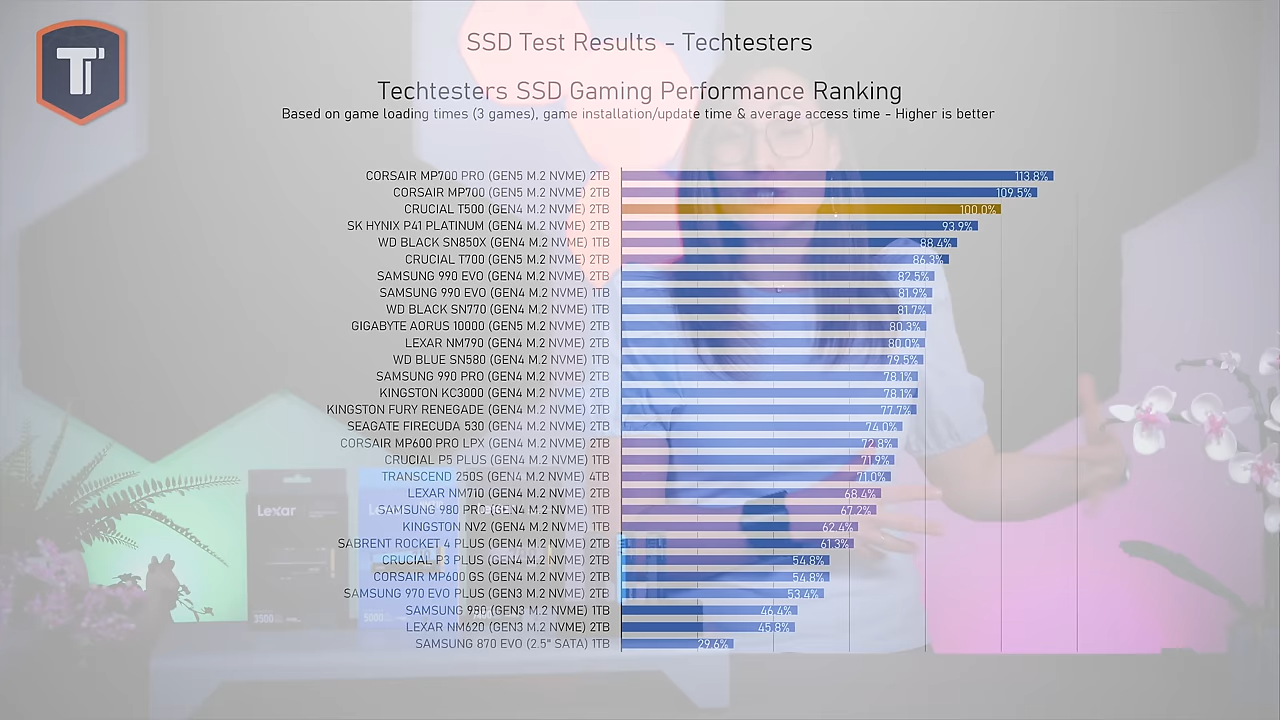 SSD Test Results - Techtesters
Techtesters SSD Gaming Performance Ranking
Based on game loading times (3 games), game installation/update time & average access time - Higher is better
CORSAIR MP700 PRO (GEN5 M.2 NVME) 2TB 113.8%
CORSAIR MP700 (GEN5 M.2 NVME) 2TB 109.5%
CRUCIAL T500 (GEN4 M.2 NVME) 2TB 100.0%
SK HYNIX P41 PLATINUM (GEN4 M.2 NVME) 2TB 93.9%
WD BLACK SN850X (GEN4 M.2 NVME) 1TB 88.4%
CRUCIAL T700 (GEN5 M.2 NVME) 2TB 86.3%
SAMSUNG 990 EVO (GEN4 M.2 NVME) 2TB 82.5%
SAMSUNG 990 EVO (GEN4 M.2 NVME) 1TB 81.9%
WD BLACK SN770 (GEN4 M.2 NVME) 1TB 81.7%
GIGABYTE AORUS 10000 (GEN5 M.2 NVME) 2TB 80.3%
LEXAR NM790 (GEN4 M.2 NVME) 2TB 80.0%
WD BLUE SN580 (GEN4 M.2 NVME) 1TB 79.5%
SAMSUNG 990 PRO (GEN4 M.2 NVME) 2TB 78.1%
KINGSTON KC3000 (GEN4 M.2 NVME) 2TB 78.1%
KINGSTON FURY RENEGADE (GEN4 M.2 NVME) 2TB 77.7%
SEAGATE FIRECUDA 530 (GEN4 M.2 NVME) 2TB 74.0%
CORSAIR MP600 PRO LPX (GEN4 M.2 NVME) 2TB 72.8%
CRUCIAL P5 PLUS (GEN4 M.2 NVME) 1TB 71.9%
TRANSCEND 250S (GEN4 M.2 NVME) 4TB 71.0%
LEXAR NM710 (GEN4 M.2 NVME) 2TB 68.4%
SAMSUNG 980 PRO (GEN4 M.2 NVME) 1TB 67.2%
KINGSTON NV2 (GEN4 M.2 NVME) 1TB 62.4%
SABRENT ROCKET 4 PLUS (GEN4 M.2 NVME) 2TB 61.3%
CRUCIAL P3 PLUS (GEN4 M.2 NVME) 2TB 54.8%
CORSAIR MP600 GS (GEN4 M.2 NVME) 2TB 54.8%
SAMSUNG 970 EVO PLUS (GEN3 M.2 NVME) 2TB 53.4%
SAMSUNG 980 (GEN3 M.2 NVME) 1TB 46.4%
LEXAR NM620 (GEN3 M.2 NVME) 2TB 45.8%
SAMSUNG 870 EVO (2.5" SATA) 1TB 29.6%
Lexar
3500
5000